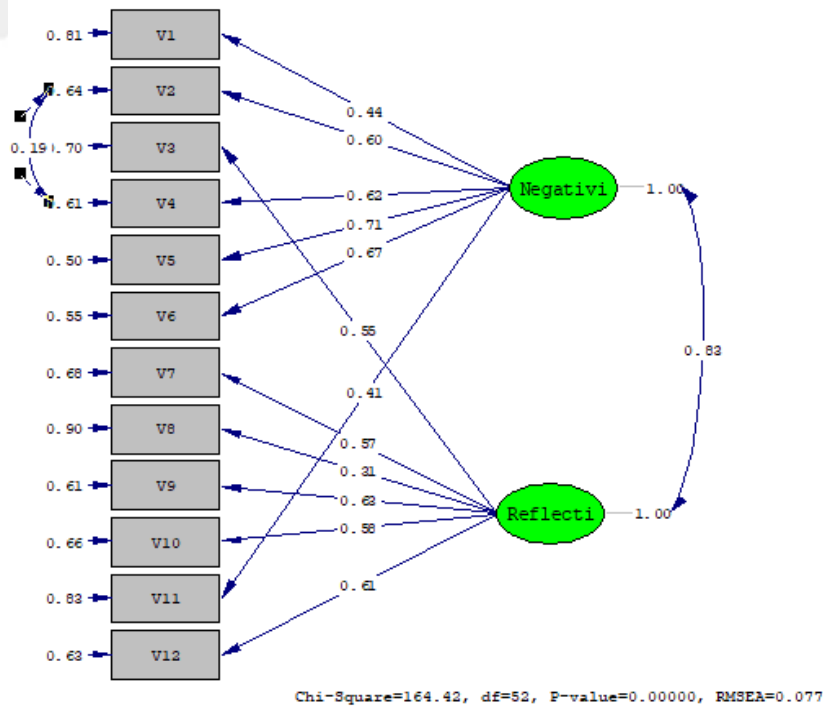 0.81 V1
0.44
0.64 V2
0.60
0.19 0.70 V3
Negativi 1.00
0.61 V4 0.62
0.71
0.50 V5 0.67
0.55 V6
0.55
0.83
0.68 V7
0.41
0.90 V8 0.57
0.31
0.61 V9 0.63
Reflecti 1.00
0.58
0.66 V10
0.83 V11 0.61
0.63 V12
Chi-Square=164.42, df=52, P-value=0.00000, RMSEA=0.077